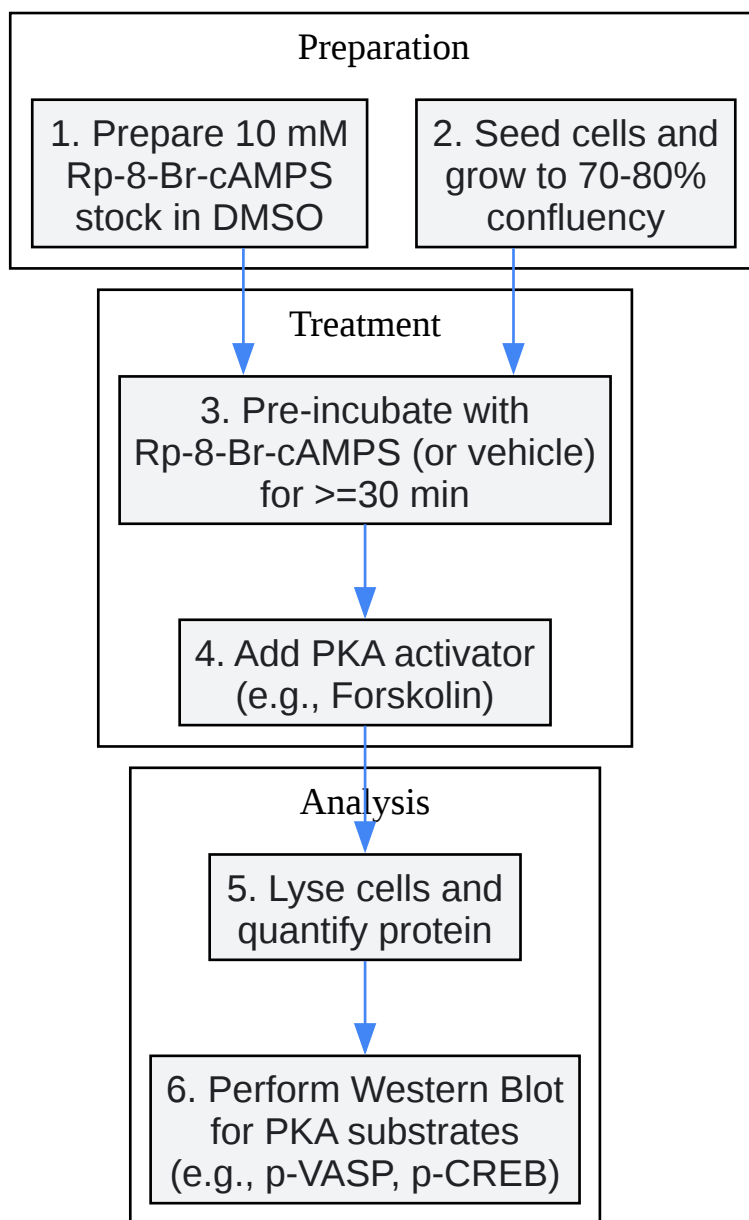 Preparation
1. Prepare 10 mM
Rp-8-Br-cAMPS
stock in DMSO
2. Seed cells and
grow to 70-80%
confluency
Treatment
3. Pre-incubate with
Rp-8-Br-cAMPS (or vehicle)
for >=30 min
4. Add PKA activator
(e.g., Forskolin)
Analysis
5. Lyse cells and
quantify protein
6. Perform Western Blot
for PKA substrates
(e.g., p-VASP, p-CREB)